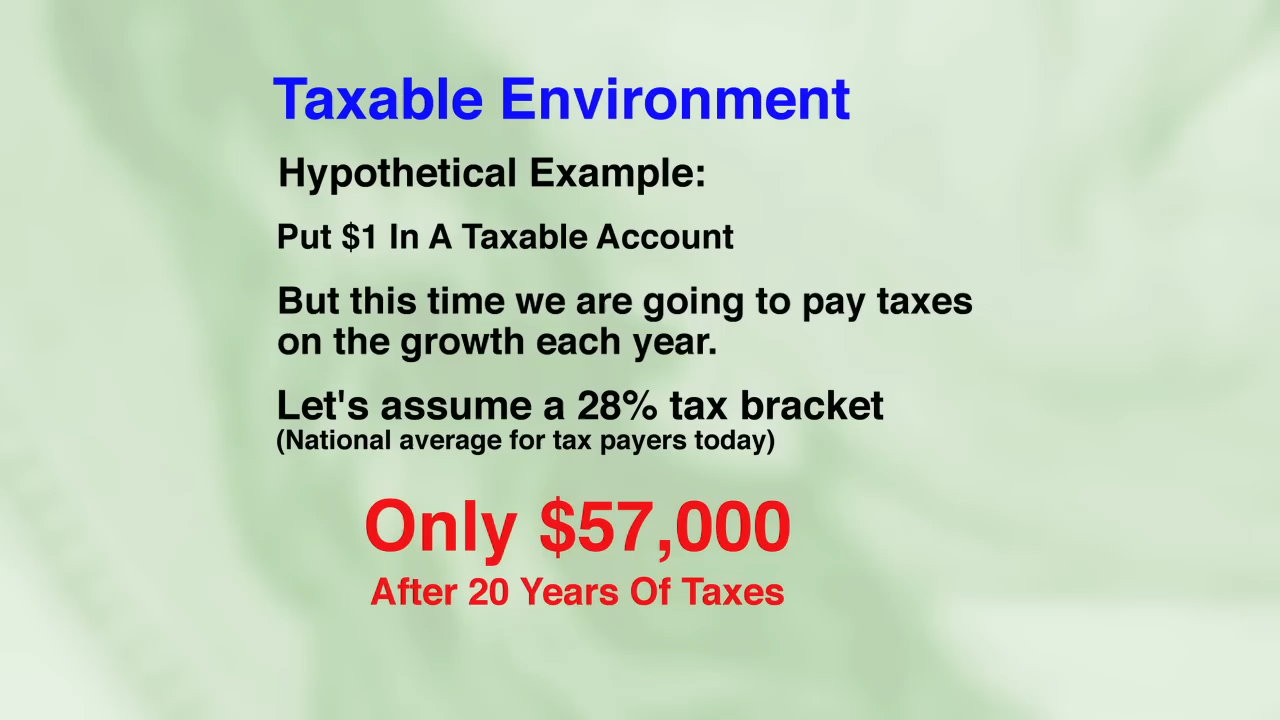 Taxable Environment
Hypothetical Example:
Put $1 In A Taxable Account
But this time we are going to pay taxes
on the growth each year.
Let's assume a 28% tax bracket
(National average for tax payers today)
Only $57,000
After 20 Years Of Taxes